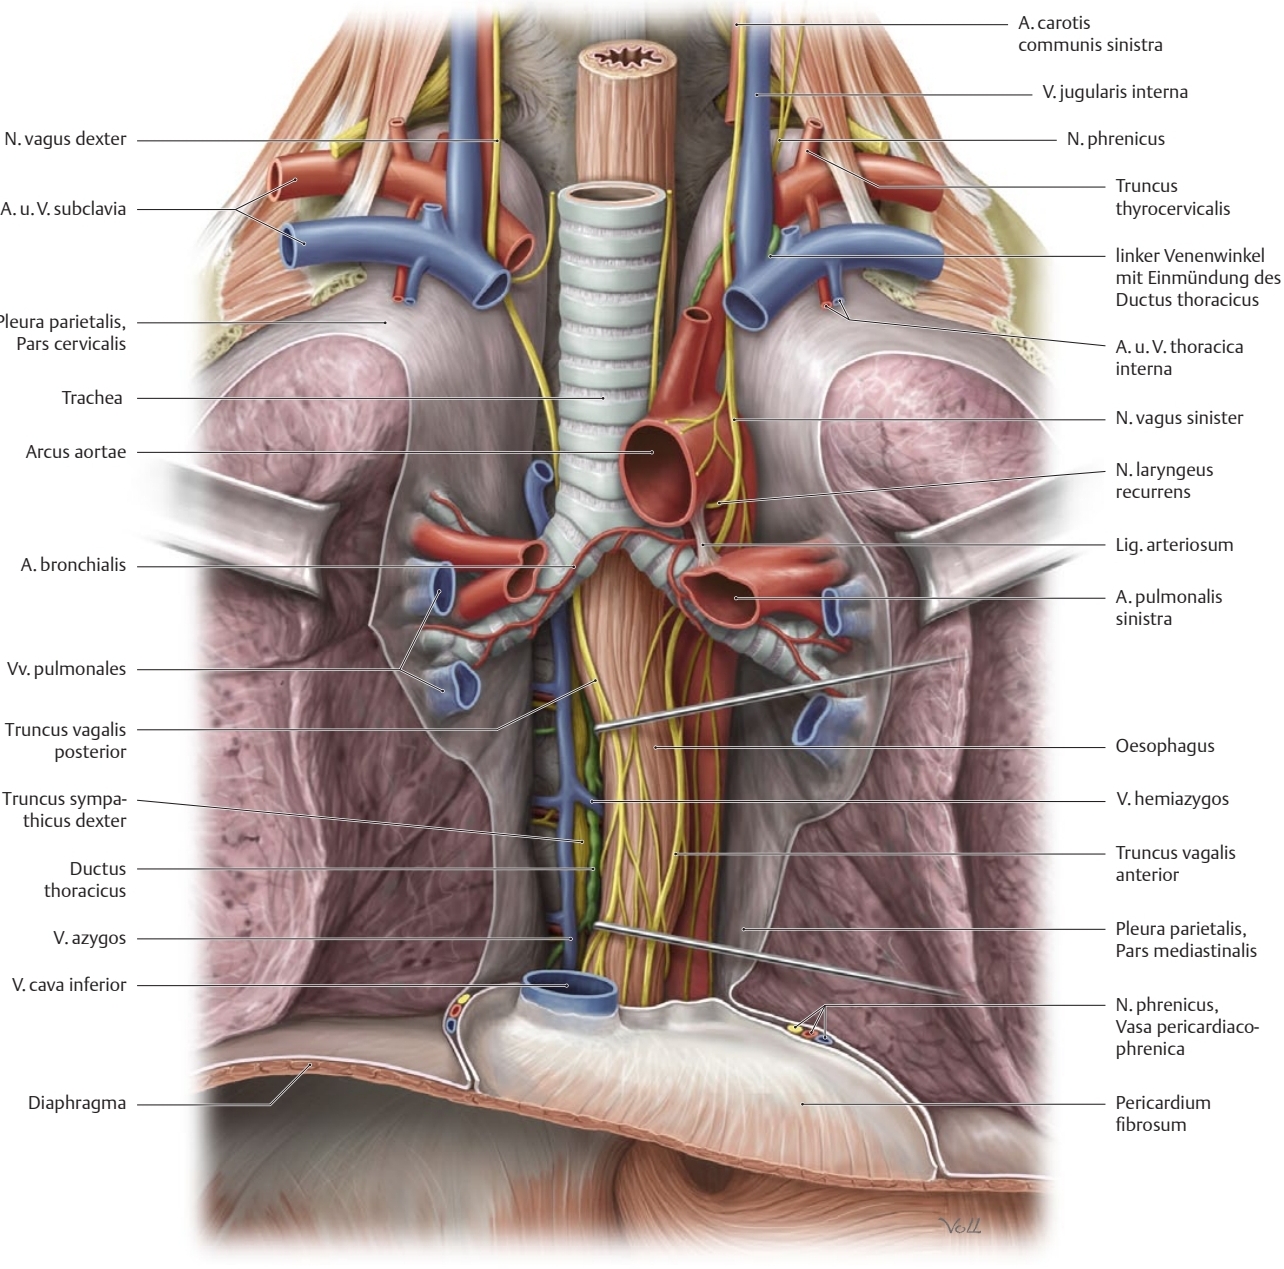 A. carotis
communis sinistra
V. jugularis interna
N. vagus dexter
N. phrenicus
Truncus
thyrocervicalis
A. u. V. subclavia
linker Venenwinkel
mit Einmündung des
Ductus thoracicus
Pleura parietalis,
Pars cervicalis
A. u. V. thoracica
interna
Trachea
N. vagus sinister
Arcus aortae
N. laryngeus
recurrens
Lig. arteriosum
A. bronchialis
A. pulmonalis
sinistra
Vv. pulmonales
Truncus vagalis
posterior
Oesophagus
Truncus sympa-
thicus dexter
V. hemiazygos
Ductus
thoracicus
Truncus vagalis
anterior
V. azygos
Pleura parietalis,
Pars mediastinalis
V. cava inferior
N. phrenicus,
Vasa pericardiaco-
phrenica
Diaphragma
Pericardium
fibrosum
Voll